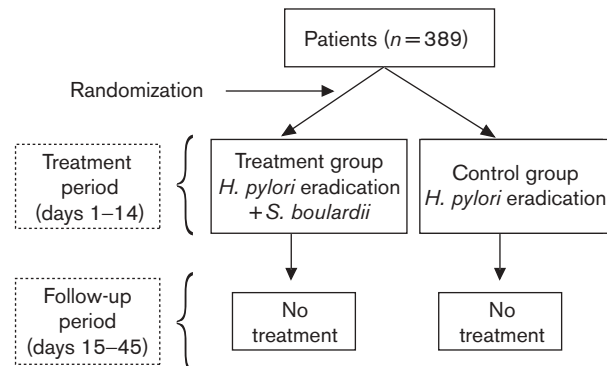 Patients (n=389)
Randomization
Treatment
period
(days 1–14)
Treatment group
H. pylori eradication
+S. boulardii
Control group
H. pylori eradication
Follow-up
period
(days 15–45)
No
treatment
No
treatment